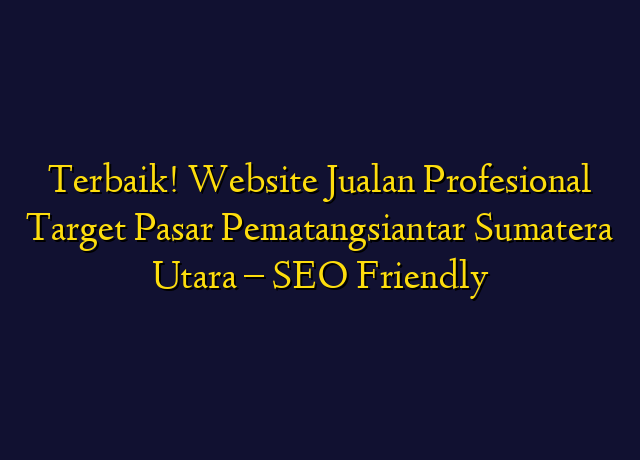 Terbaik! Website Jualan Profesional
Target Pasar Pematangsiantar Sumatera
Utara – SEO Friendly